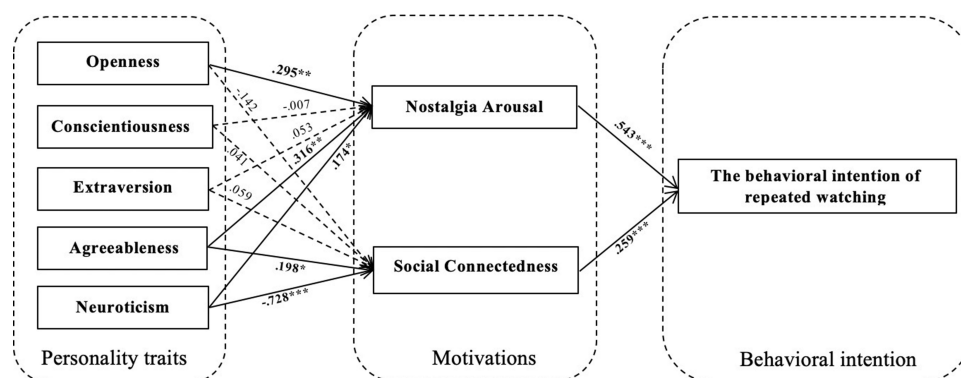 Openness
Conscientiousness
Extraversion
Agreeableness
Neuroticism
Personality traits
.295**
-.142
-.007
.053
.316**
.174*
.041
.059
.198*
-.728***
Nostalgia Arousal
Social Connectedness
Motivations
.543***
.259***
The behavioral intention of
repeated watching
Behavioral intention